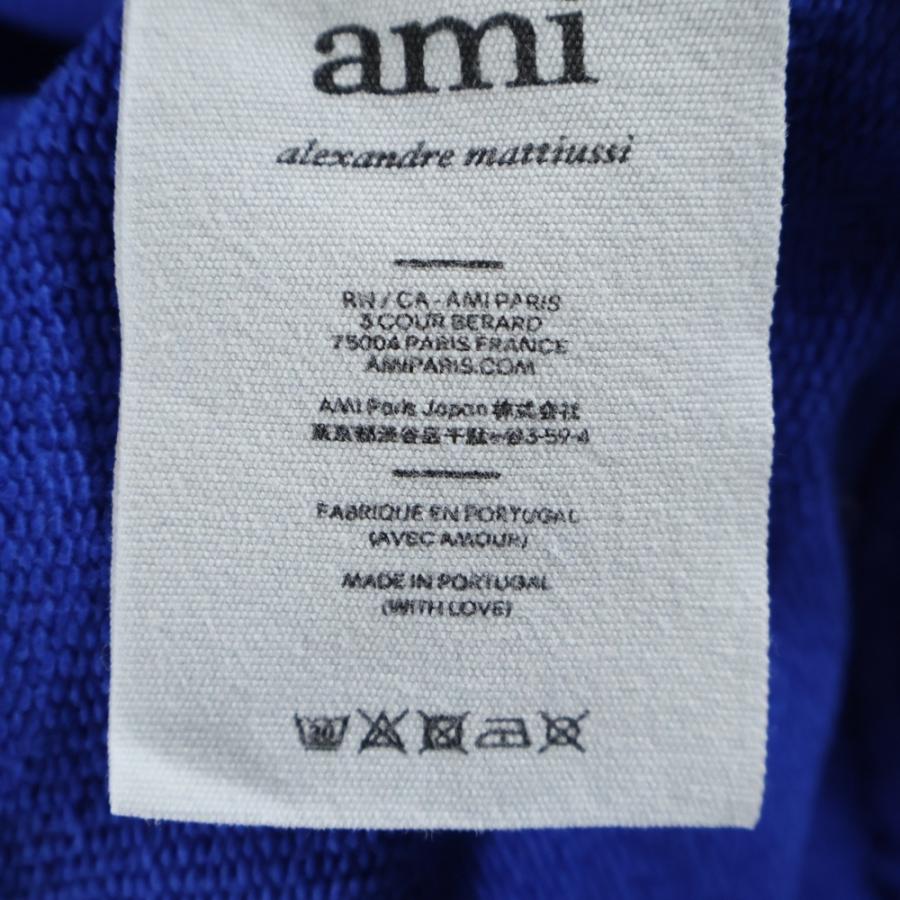 ami
alexandre mattiussi
RN / CA - AMI PARIS
3 COUR BERARD
75004 PARIS FRANCE
AMIPARIS.COM
AMI Paris Japan 株式会社
東京都渋谷区千駄ヶ谷3-59-4
FABRIQUE EN PORTUGAL
(AVEC AMOUR)
MADE IN PORTUGAL
(WITH LOVE)
30